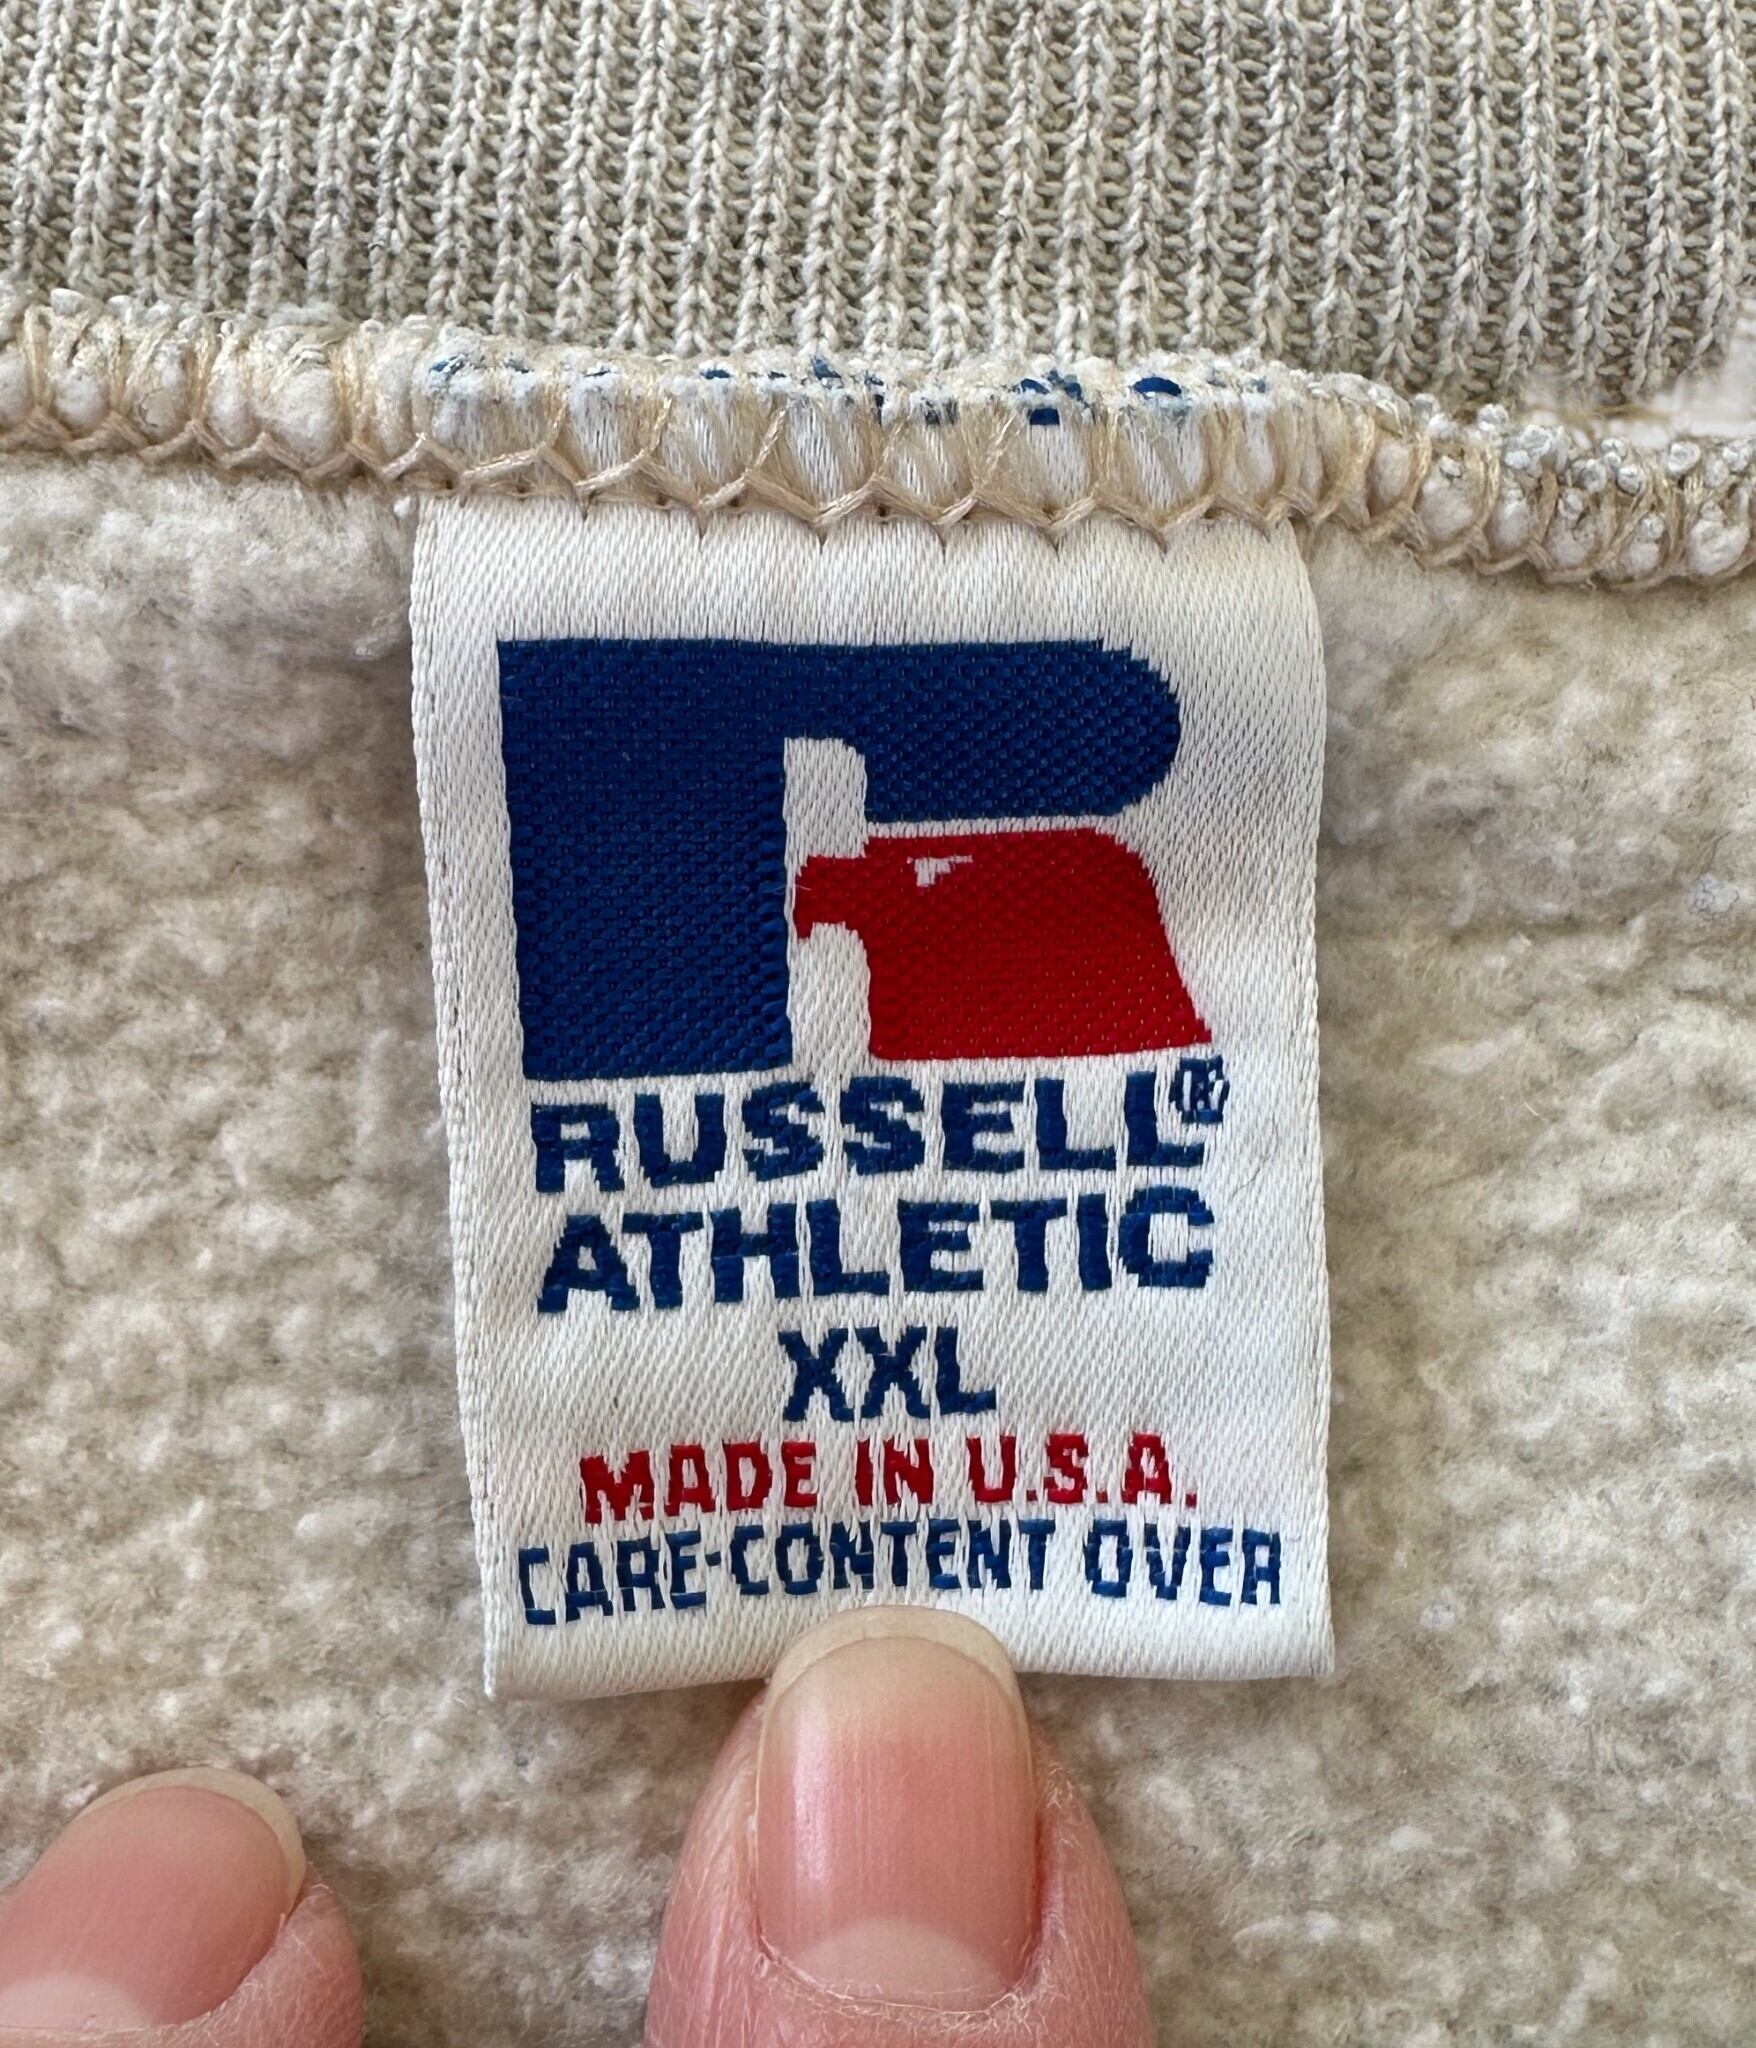 RUSSELL®
ATHLETIC
XXL
MADE IN U.S.A.
CARE-CONTENT OVER